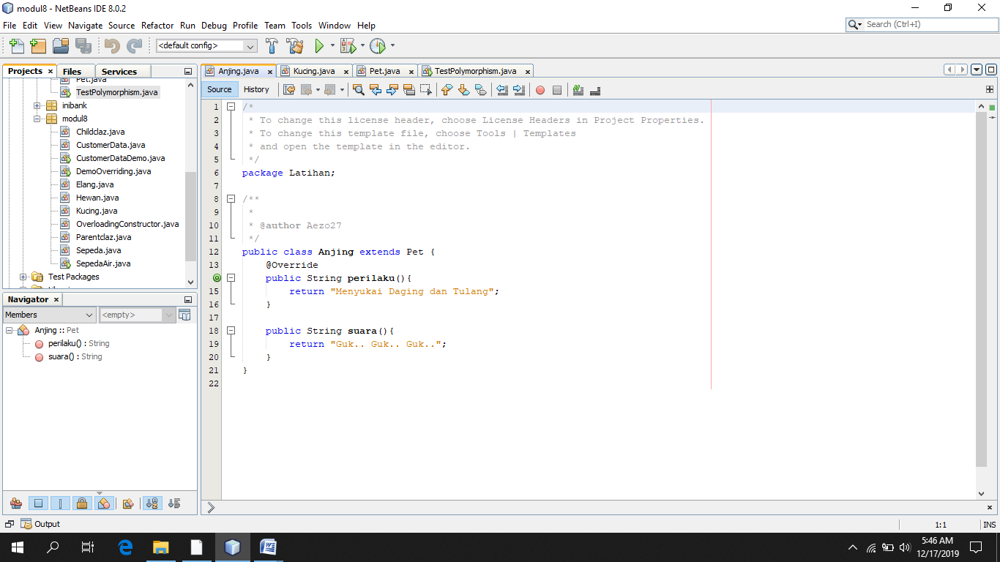 modul8 - NetBeans IDE 8.0.2
File Edit View Navigate Source Refactor Run Debug Profile Team Tools Window Help
Search (Ctrl+I)
<default config>
Projects Files Services
Pet.java
TestPolymorphism.java
inibank
modul8
Childclaz.java
CustomerData.java
CustomerDataDemo.java
DemoOverriding.java
Elang.java
Hewan.java
Kucing.java
OverloadingConstructor.java
Parentclaz.java
Sepeda.java
SepedaAir.java
Test Packages
Navigator
Members <empty>
Anjing :: Pet
perilaku() : String
suara() : String
Anjing.java Kucing.java Pet.java TestPolymorphism.java
Source History
1 /*
2 * To change this license header, choose License Headers in Project Properties.
3 * To change this template file, choose Tools | Templates
4 * and open the template in the editor.
5 */
6 package Latihan;
7
8 /**
9 *
10 * @author Aezo27
11 */
12 public class Anjing extends Pet {
13 @Override
public String perilaku(){
15 return "Menyukai Daging dan Tulang";
16 }
17
18 public String suara(){
19 return "Guk.. Guk.. Guk..";
20 }
21 }
22
Output
1:1 INS
5:46 AM
12/17/2019